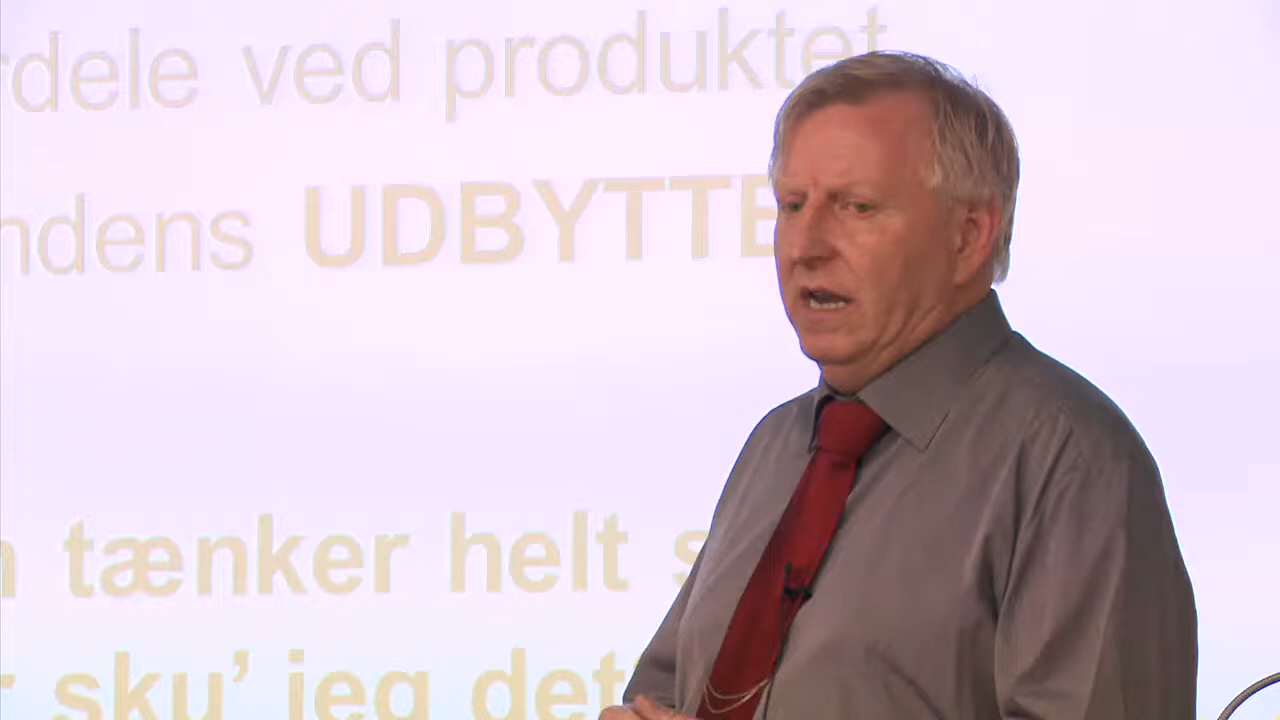 rdele ved produktet
ndens UDBYTTE
n tænker helt s
r sku' jeg det